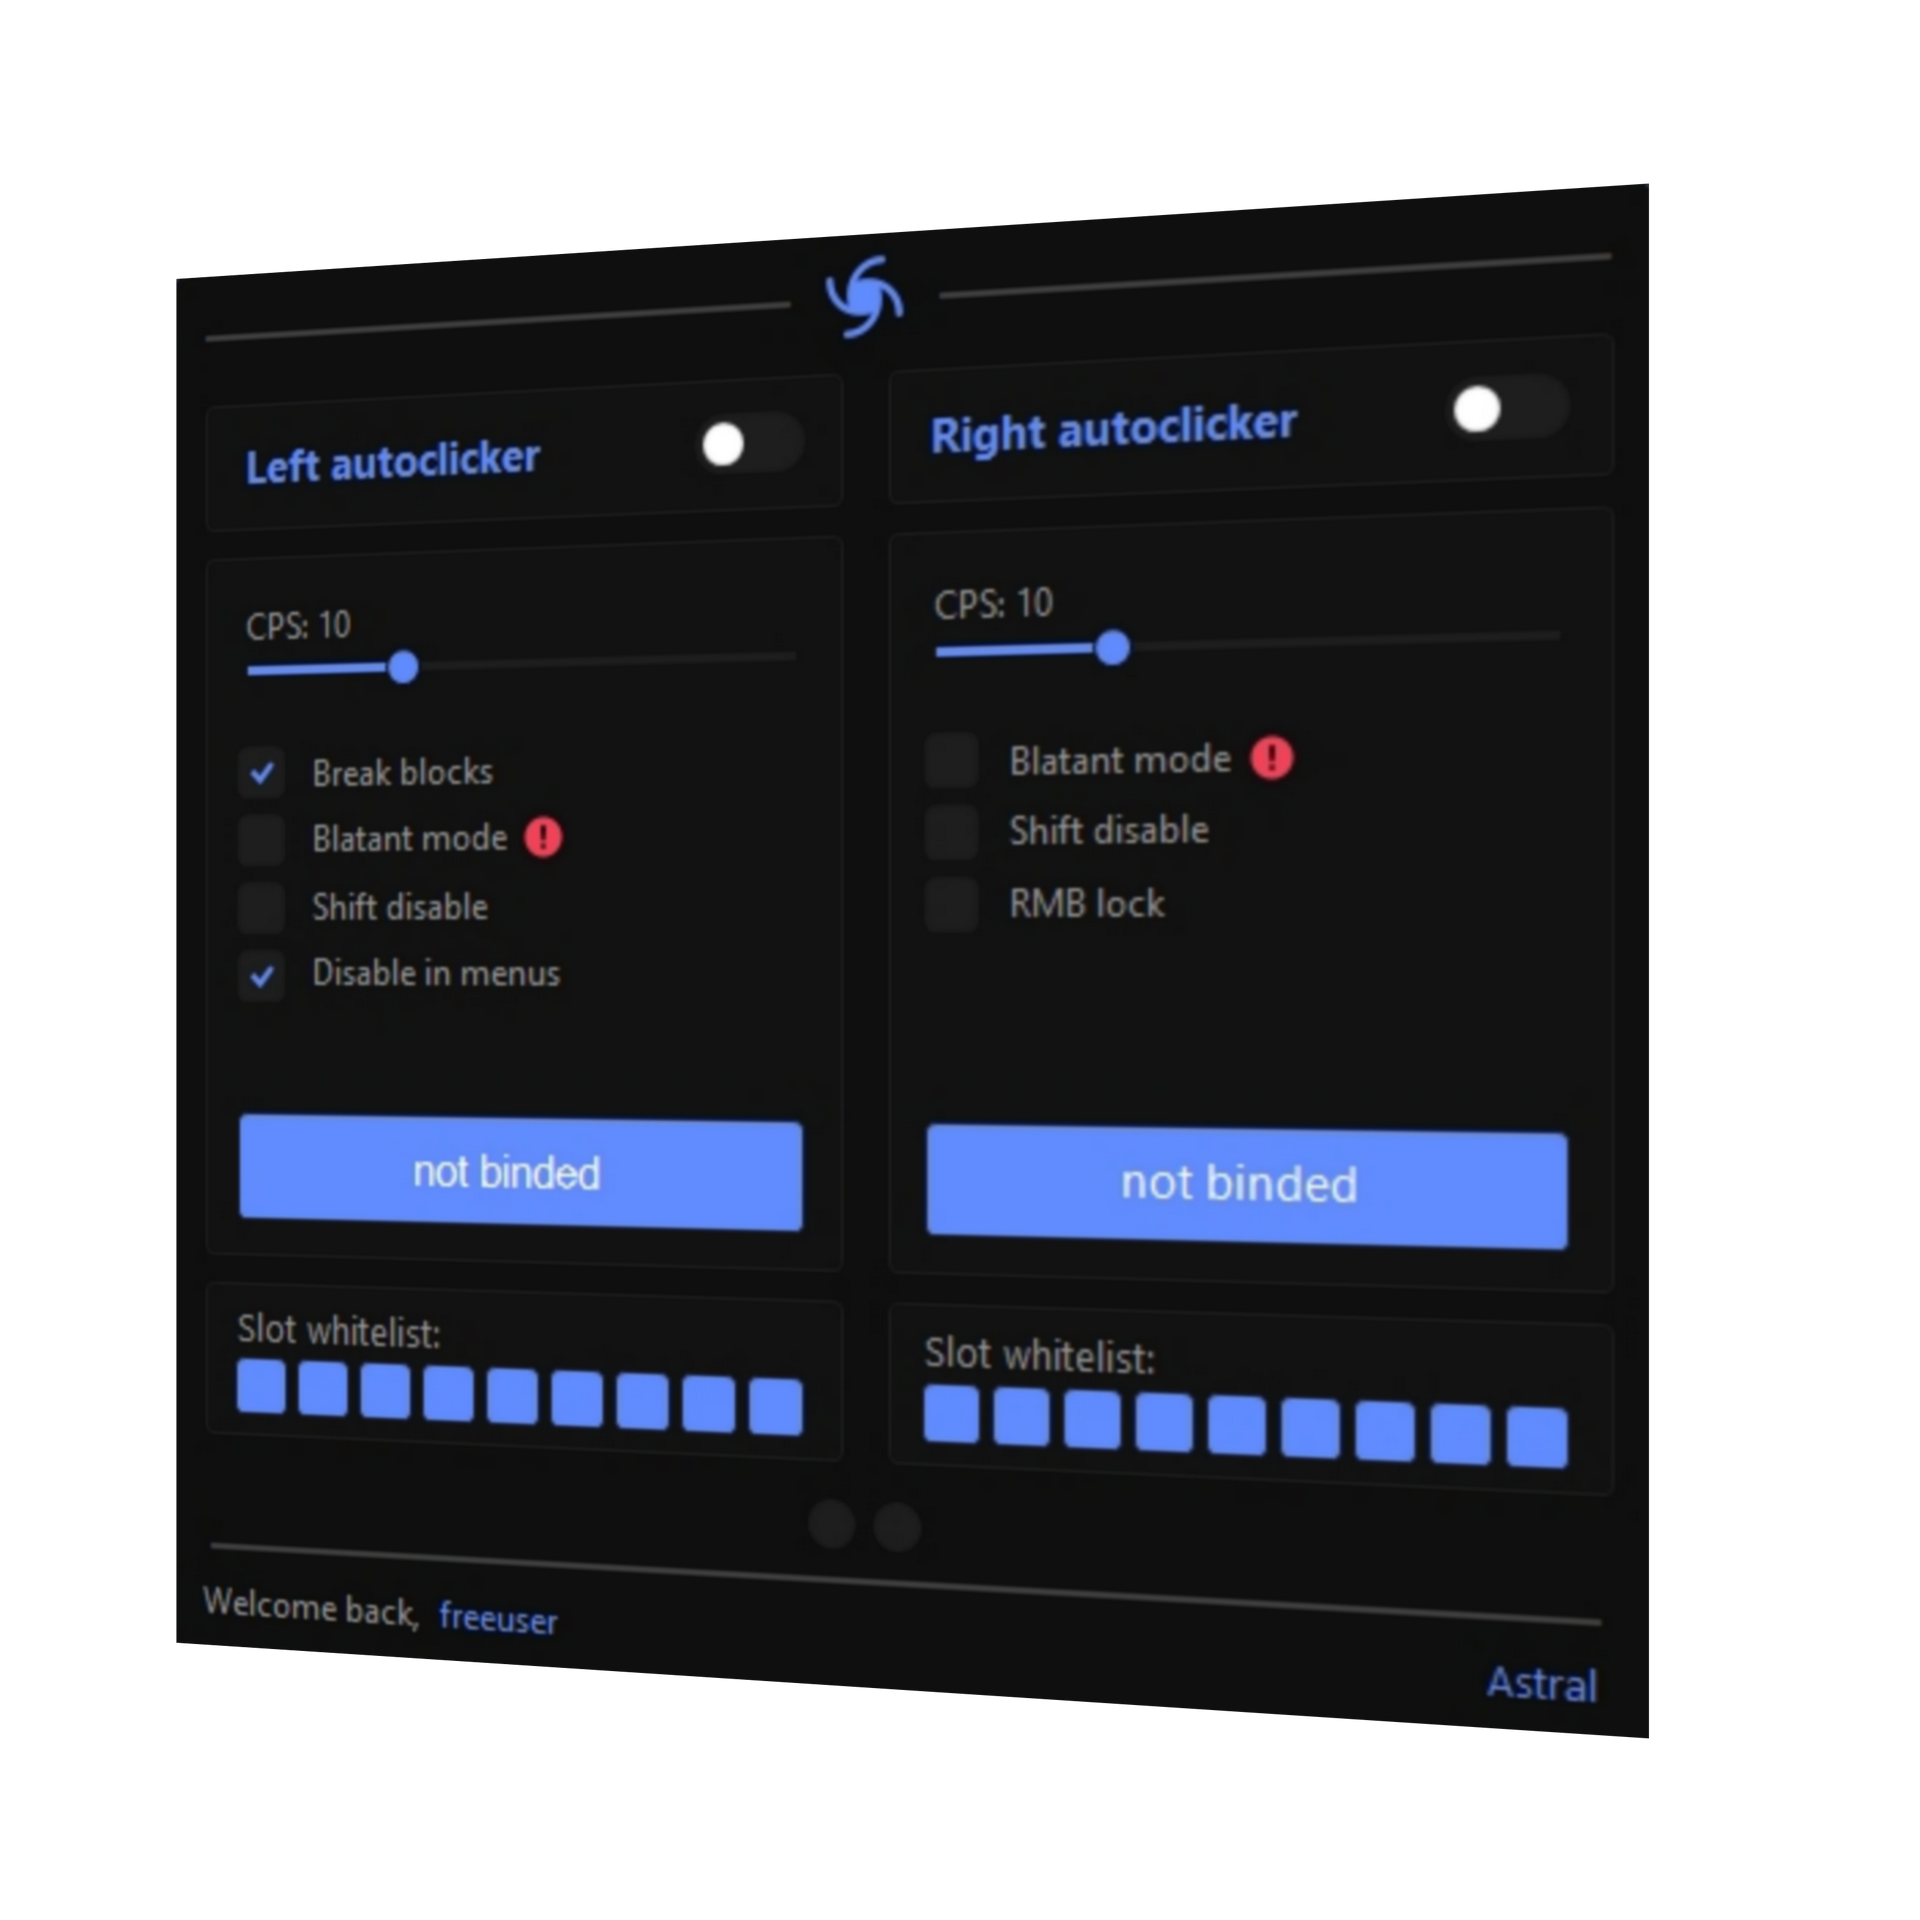 Left autoclicker
CPS: 10
Break blocks
Blatant mode
Shift disable
Disable in menus
not binded
Slot whitelist:
Right autoclicker
CPS: 10
Blatant mode
Shift disable
RMB lock
not binded
Slot whitelist:
Welcome back, freeuser
Astral